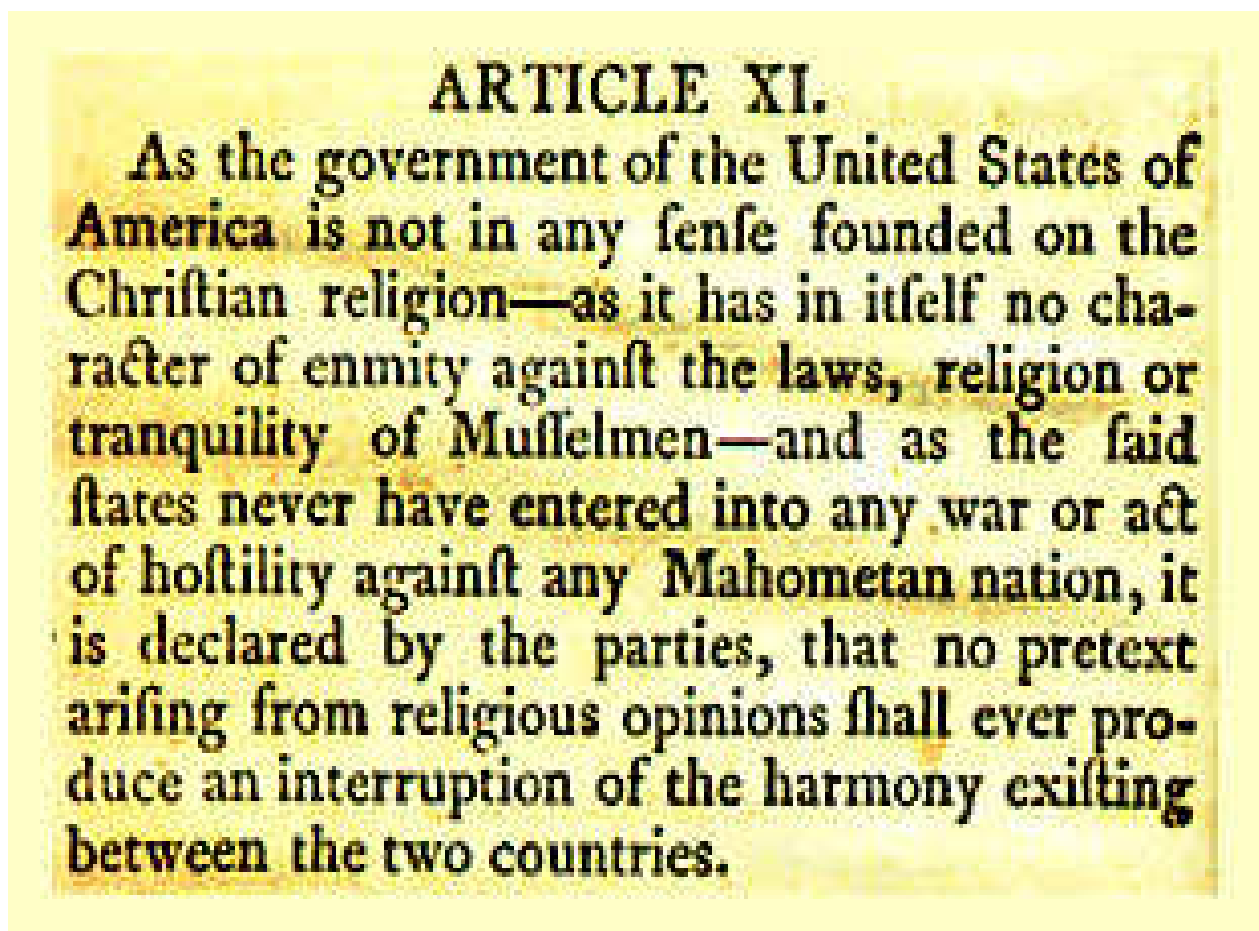 ARTICLE XI.
As the government of the United States of
America is not in any ſenſe founded on the
Chriſtian religion—as it has in itſelf no cha-
racter of enmity againſt the laws, religion or
tranquility of Muſſelmen—and as the ſaid
ſtates never have entered into any war or act
of hoſtility againſt any Mahometan nation, it
is declared by the parties, that no pretext
ariſing from religious opinions ſhall ever pro-
duce an interruption of the harmony exiſting
between the two countries.